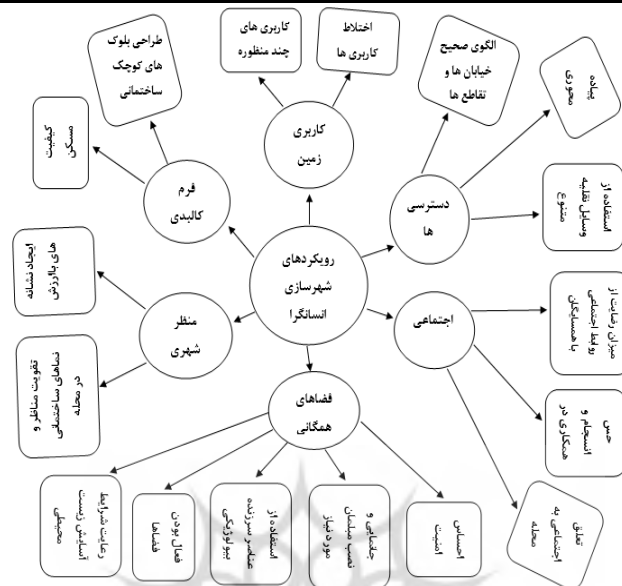 طراحی بلوک
های کوچک
ساختمانی
کاربری های
چند منظوره
اختلاط
کاربری ها
الگوی صحیح
خیابان ها و
تقاطع ها
پیاده
محوری
کیفیت
مسکن
فرم
کالبدی
کاربری
زمین
دسترسی
ها
استفاده از
وسایل نقلیه
متنوع
ایجاد نشانه
های باارزش
منظر
شهری
رویکردهای
شهرسازی
انسانگرا
اجتماعی
میزان رضایت از
روابط اجتماعی
با همسایگان
تقویت مناظر و
نماهای ساختمانی
در محله
فضاهای
همگانی
حس
انسجام و
همکاری در
رعایت شرایط
آسایش زیست
محیطی
فعال بودن
فضاها
استفاده از
عناصر سرزنده
بیولوژیکی
جانمایی و
نصب مبلمان
مورد نیاز
احساس
امنیت
تعلق
اجتماعی به
محله